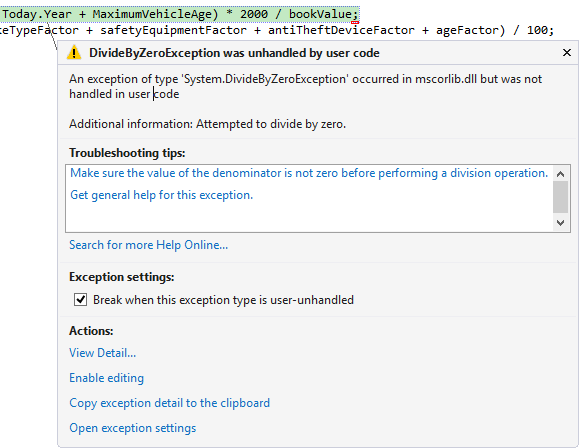 Today.Year + MaximumVehicleAge) * 2000 / bookValue;
eTypeFactor + safetyEquipmentFactor + antiTheftDeviceFactor + ageFactor) / 100;
DivideByZeroException was unhandled by user code
An exception of type 'System.DivideByZeroException' occurred in mscorlib.dll but was not
handled in user code
Additional information: Attempted to divide by zero.
Troubleshooting tips:
Make sure the value of the denominator is not zero before performing a division operation.
Get general help for this exception.
Search for more Help Online...
Exception settings:
Break when this exception type is user-unhandled
Actions:
View Detail...
Enable editing
Copy exception detail to the clipboard
Open exception settings